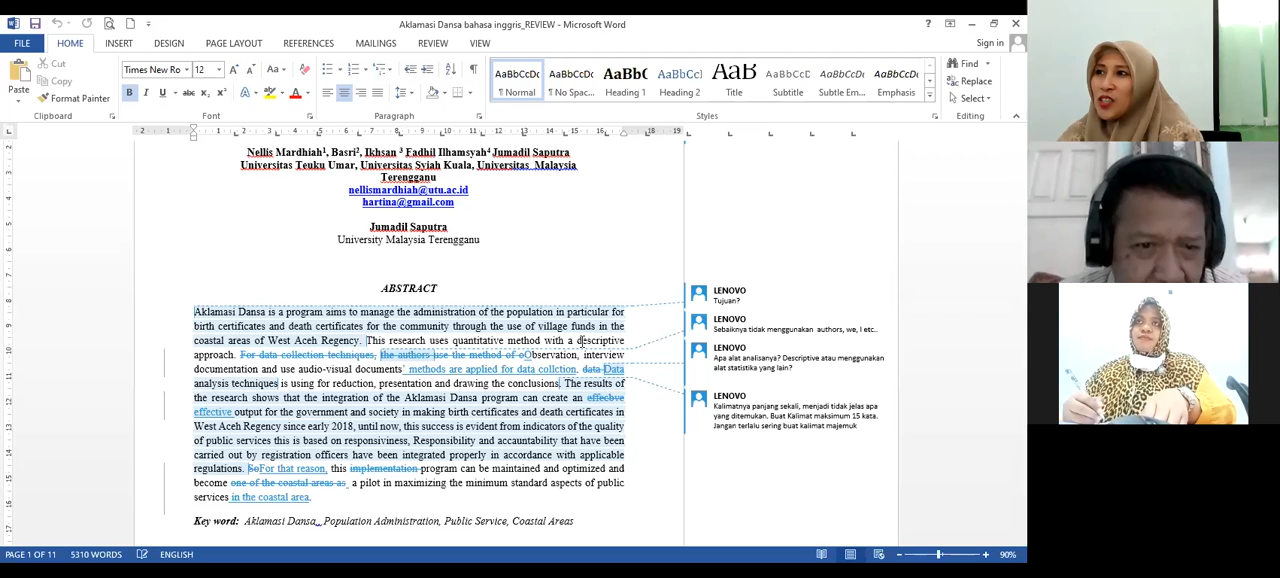 Aklamasi Dansa bahasa inggris_REVIEW - Microsoft Word
FILE HOME INSERT DESIGN PAGE LAYOUT REFERENCES MAILINGS REVIEW VIEW
Sign in
Paste
Cut
Copy
Format Painter
Clipboard
Times New Ro 12
Font
Paragraph
AaBbCcDc AaBbCcDc AaBbC AaBbCcC AaB AaBbCcC AaBbCcDc AaBbCcDc
¶ Normal ¶ No Spac... Heading 1 Heading 2 Title Subtitle Subtle Em... Emphasis
Styles
Find
Replace
Select
Editing
Nellis Mardhiah1, Basri2, Ikhsan 3 Fadhil Ilhamsyah4 Jumadil Saputra
Universitas Teuku Umar, Universitas Syiah Kuala, Universitas Malaysia
Terengganu
nellismardhiah@utu.ac.id
hartina@gmail.com
Jumadil Saputra
University Malaysia Terengganu
ABSTRACT
Aklamasi Dansa is a program aims to manage the administration of the population in particular for
birth certificates and death certificates for the community through the use of village funds in the
coastal areas of West Aceh Regency. This research uses quantitative method with a descriptive
approach. For data collection techniques, the authors use the method of oObservation, interview
documentation and use audio-visual documents' methods are applied for data collction. data Data
analysis techniques is using for reduction, presentation and drawing the conclusions. The results of
the research shows that the integration of the Aklamasi Dansa program can create an effecbve
effective output for the government and society in making birth certificates and death certificates in
West Aceh Regency since early 2018, until now, this success is evident from indicators of the quality
of public services this is based on responsiviness, Responsibility and accauntability that have been
carried out by registration officers have been integrated properly in accordance with applicable
regulations. SoFor that reason, this implementation program can be maintained and optimized and
become one of the coastal areas as a pilot in maximizing the minimum standard aspects of public
services in the coastal area.
Key word: Aklamasi Dansa,, Population Administration, Public Service, Coastal Areas
LENOVO
Tujuan?
LENOVO
Sebaiknya tidak menggunakan authors, we, I etc..
LENOVO
Apa alat analisanya? Descriptive atau menggunakan
alat statistika yang lain?
LENOVO
Kalimatnya panjang sekali, menjadi tidak jelas apa
yang ditemukan. Buat Kalimat maksimum 15 kata.
Jangan terlalu sering buat kalimat majemuk
PAGE 1 OF 11 5310 WORDS ENGLISH
90%